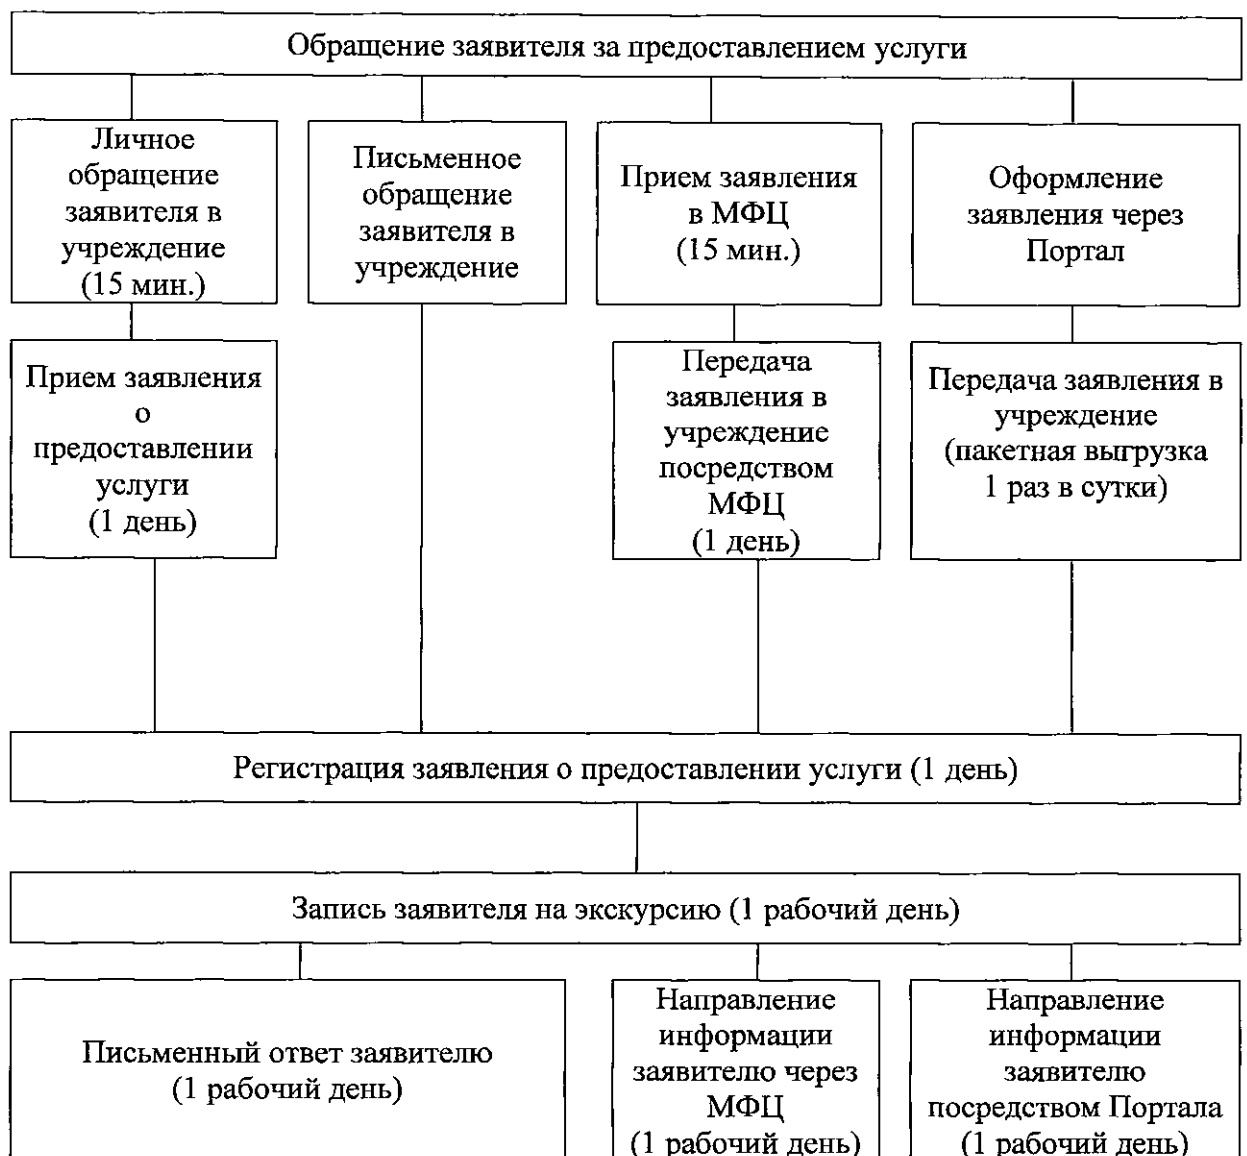 Обращение заявителя за предоставлением услуги
Личное
обращение
заявителя в
учреждение
(15 мин.)
Письменное
обращение
заявителя в
учреждение
Прием заявления
в МФЦ
(15 мин.)
Оформление
заявления через
Портал
Прием заявления
о
предоставлении
услуги
(1 день)
Передача
заявления в
учреждение
посредством
МФЦ
(1 день)
Передача заявления в
учреждение
(пакетная выгрузка
1 раз в сутки)
Регистрация заявления о предоставлении услуги (1 день)
Запись заявителя на экскурсию (1 рабочий день)
Письменный ответ заявителю
(1 рабочий день)
Направление
информации
заявителю через
МФЦ
(1 рабочий день)
Направление
информации
заявителю
посредством Портала
(1 рабочий день)